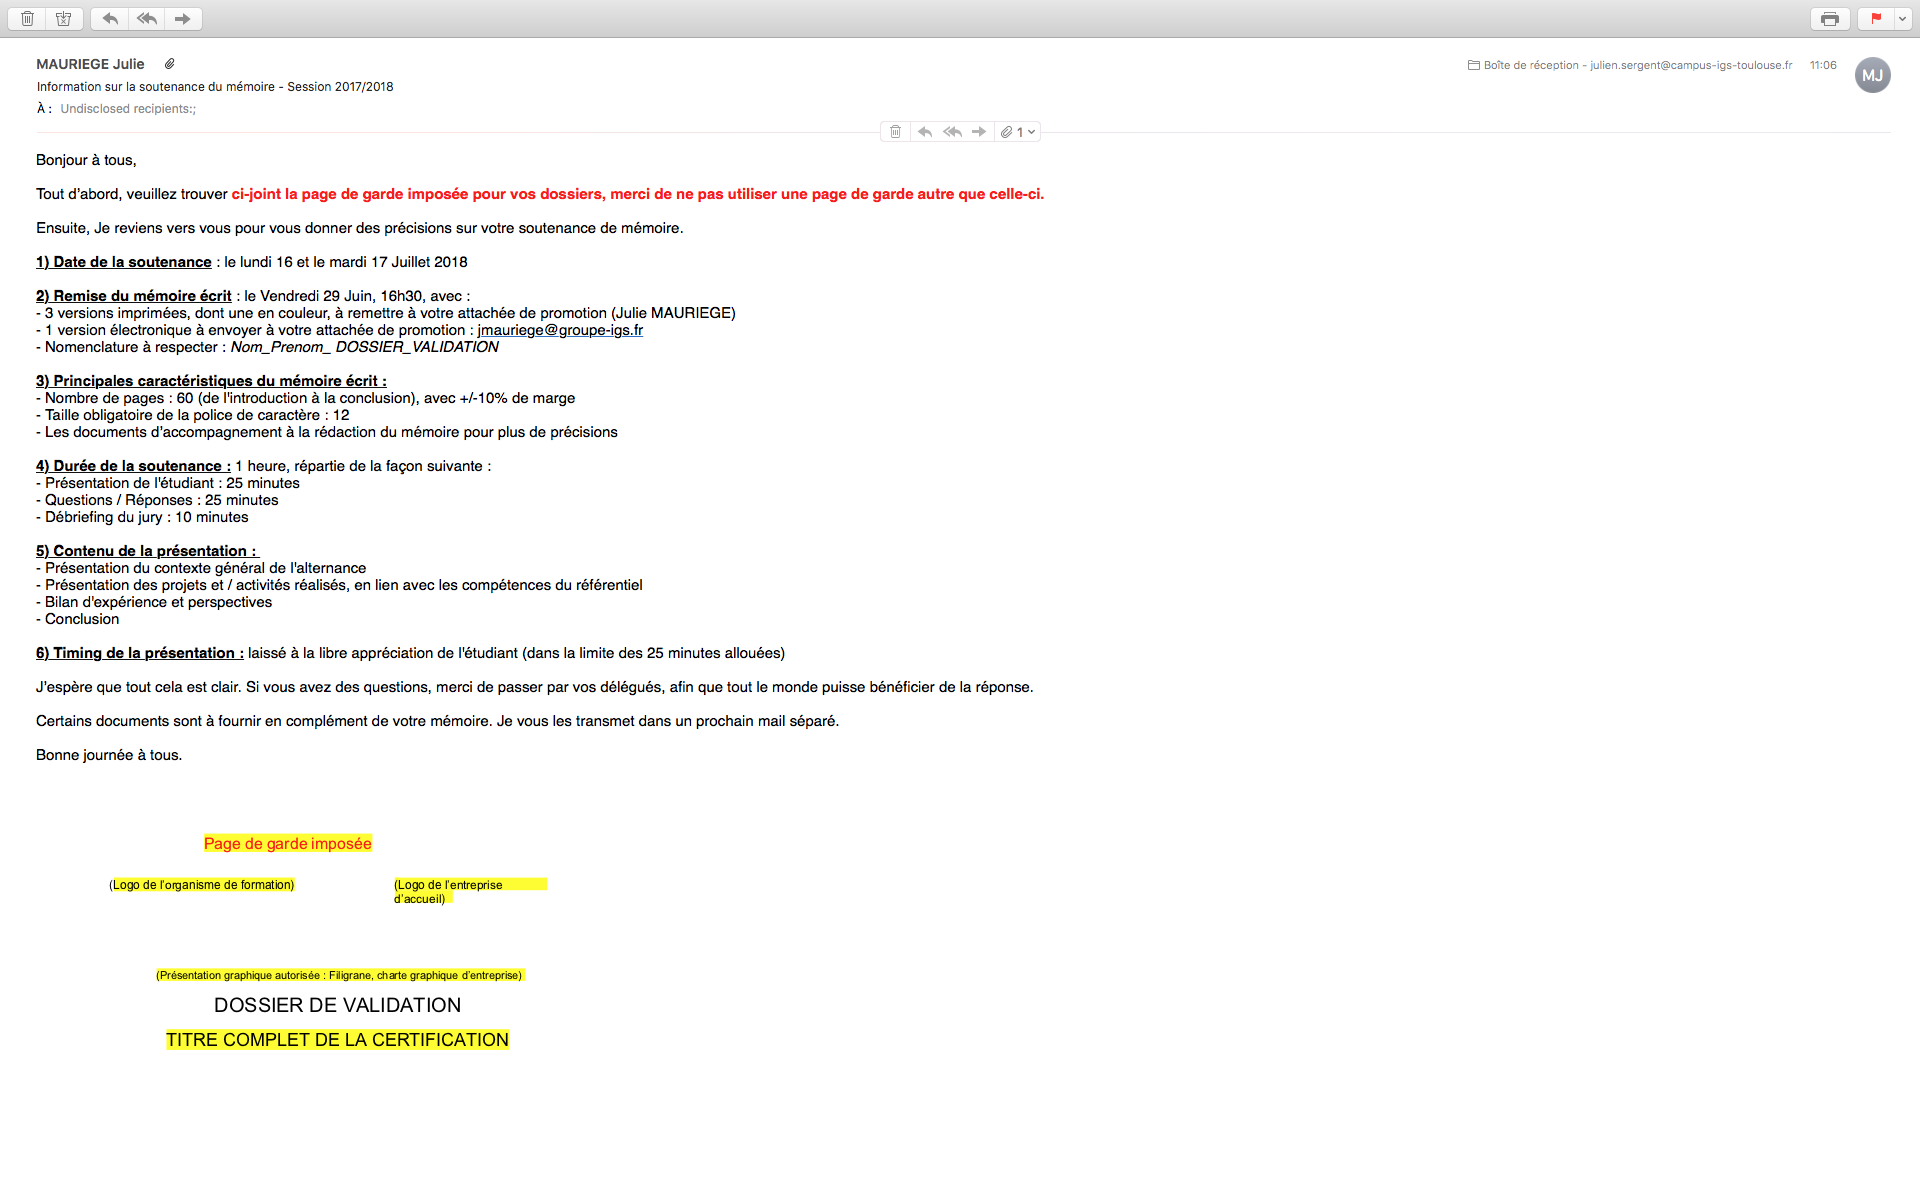 MAURIEGE Julie
Boîte de réception - julien.sergent@campus-igs-toulouse.fr 11:06
MJ
Information sur la soutenance du mémoire - Session 2017/2018
À : Undisclosed recipients:;
1
Bonjour à tous,
Tout d’abord, veuillez trouver ci-joint la page de garde imposée pour vos dossiers, merci de ne pas utiliser une page de garde autre que celle-ci.
Ensuite, Je reviens vers vous pour vous donner des précisions sur votre soutenance de mémoire.
1) Date de la soutenance : le lundi 16 et le mardi 17 Juillet 2018
2) Remise du mémoire écrit : le Vendredi 29 Juin, 16h30, avec :
- 3 versions imprimées, dont une en couleur, à remettre à votre attachée de promotion (Julie MAURIEGE)
- 1 version électronique à envoyer à votre attachée de promotion : jmauriege@groupe-igs.fr
- Nomenclature à respecter : Nom_Prenom_ DOSSIER_VALIDATION
3) Principales caractéristiques du mémoire écrit :
- Nombre de pages : 60 (de l'introduction à la conclusion), avec +/-10% de marge
- Taille obligatoire de la police de caractère : 12
- Les documents d’accompagnement à la rédaction du mémoire pour plus de précisions
4) Durée de la soutenance : 1 heure, répartie de la façon suivante :
- Présentation de l'étudiant : 25 minutes
- Questions / Réponses : 25 minutes
- Débriefing du jury : 10 minutes
5) Contenu de la présentation :
- Présentation du contexte général de l'alternance
- Présentation des projets et / activités réalisés, en lien avec les compétences du référentiel
- Bilan d'expérience et perspectives
- Conclusion
6) Timing de la présentation : laissé à la libre appréciation de l'étudiant (dans la limite des 25 minutes allouées)
J’espère que tout cela est clair. Si vous avez des questions, merci de passer par vos délégués, afin que tout le monde puisse bénéficier de la réponse.
Certains documents sont à fournir en complément de votre mémoire. Je vous les transmet dans un prochain mail séparé.
Bonne journée à tous.
Page de garde imposée
(Logo de l’organisme de formation)
(Logo de l’entreprise
d’accueil)
(Présentation graphique autorisée : Filigrane, charte graphique d’entreprise)
DOSSIER DE VALIDATION
TITRE COMPLET DE LA CERTIFICATION